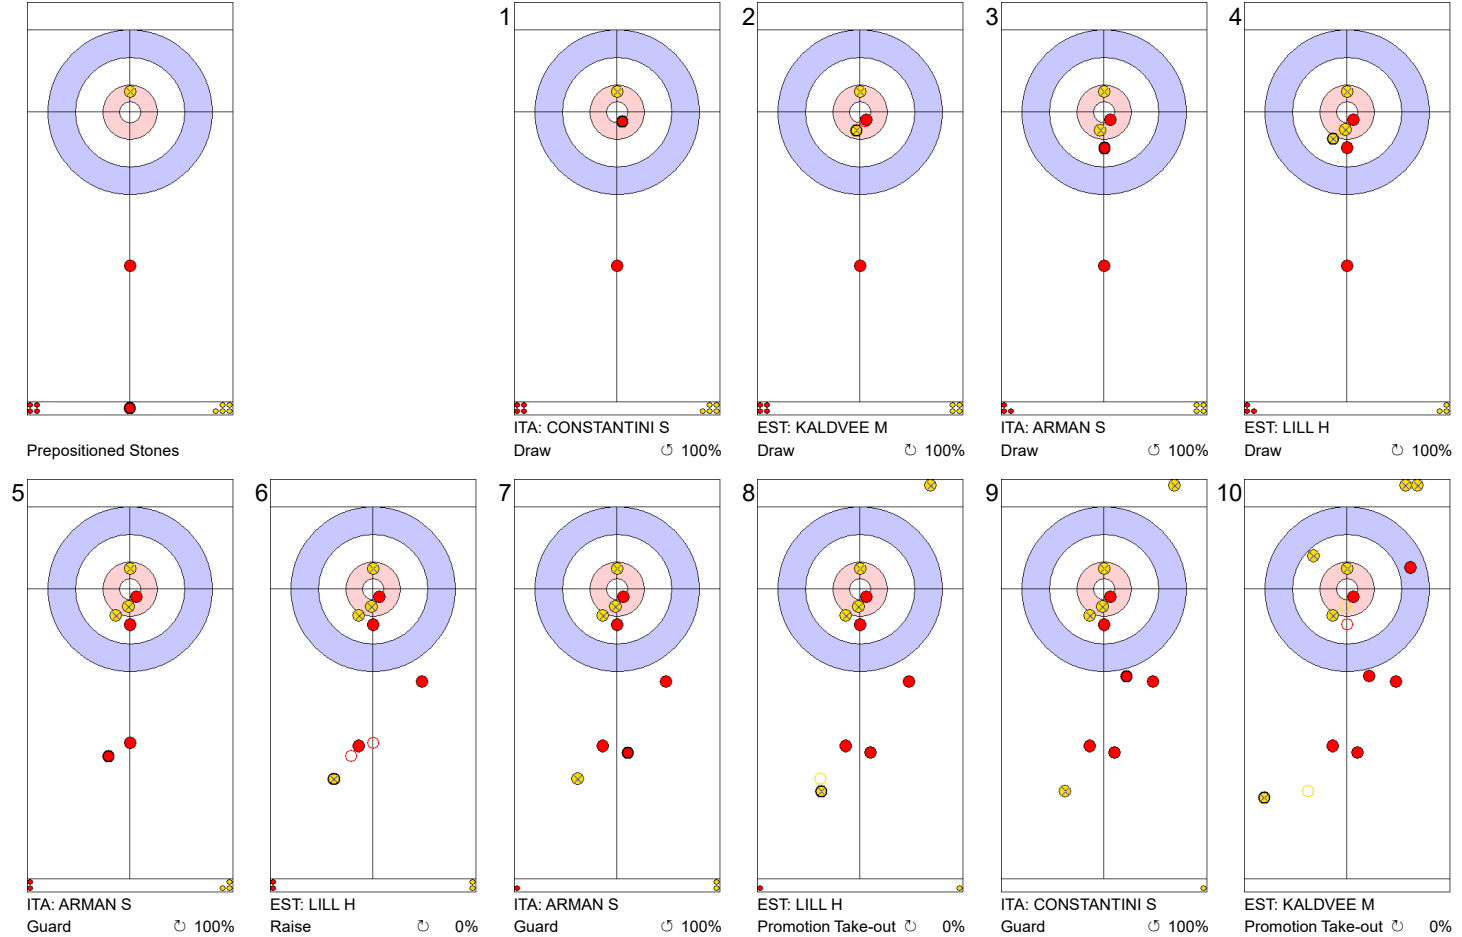 1
2
3
4
ITA: CONSTANTINI S
EST: KALDVEE M
ITA: ARMAN S
EST: LILL H
Prepositioned Stones
Draw ↺ 100%
Draw ↻ 100%
Draw ↺ 100%
Draw ↻ 100%
5
6
7
8
9
10
ITA: ARMAN S
EST: LILL H
ITA: ARMAN S
EST: LILL H
ITA: CONSTANTINI S
EST: KALDVEE M
Guard ↻ 100%
Raise ↻ 0%
Guard ↻ 100%
Promotion Take-out ↻ 0%
Guard ↻ 100%
Promotion Take-out ↻ 0%